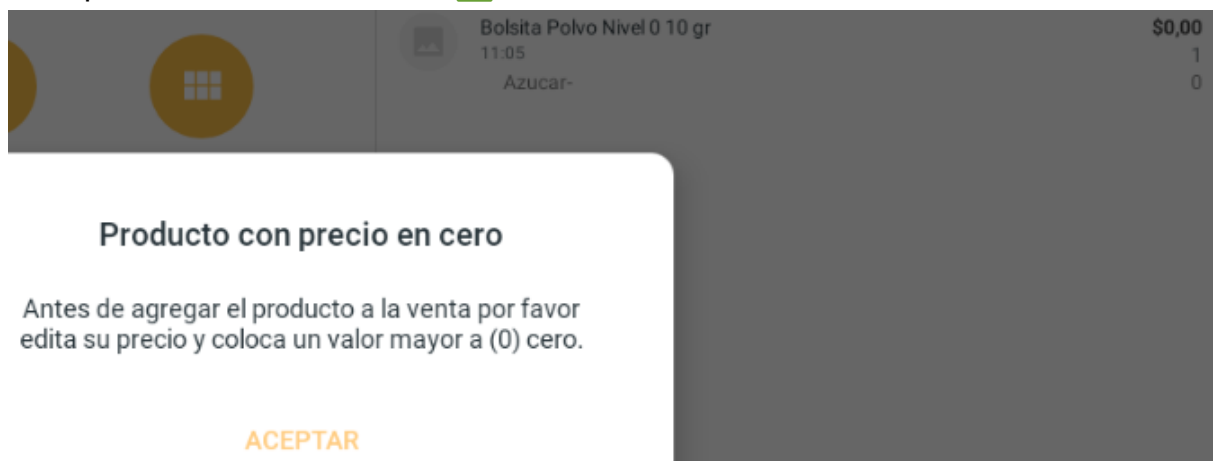 Bolsita Polvo Nivel 0 10 gr $0,00
11:05 1
Azucar- 0
Producto con precio en cero
Antes de agregar el producto a la venta por favor
edita su precio y coloca un valor mayor a (0) cero.
ACEPTAR